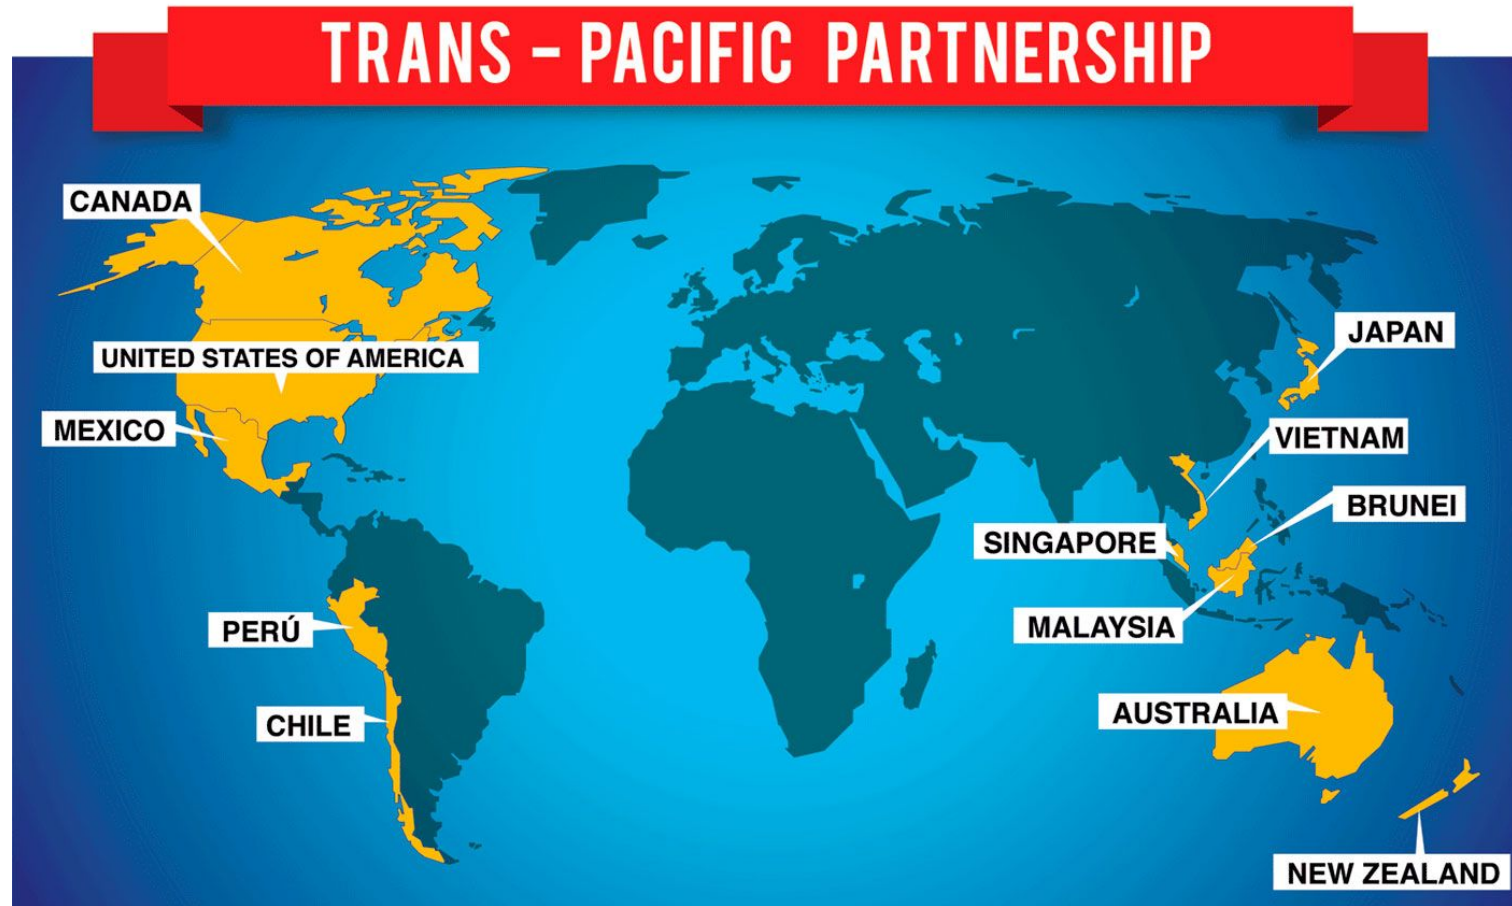 TRANS - PACIFIC PARTNERSHIP
CANADA
UNITED STATES OF AMERICA
JAPAN
MEXICO
VIETNAM
BRUNEI
SINGAPORE
PERÚ
MALAYSIA
CHILE
AUSTRALIA
NEW ZEALAND